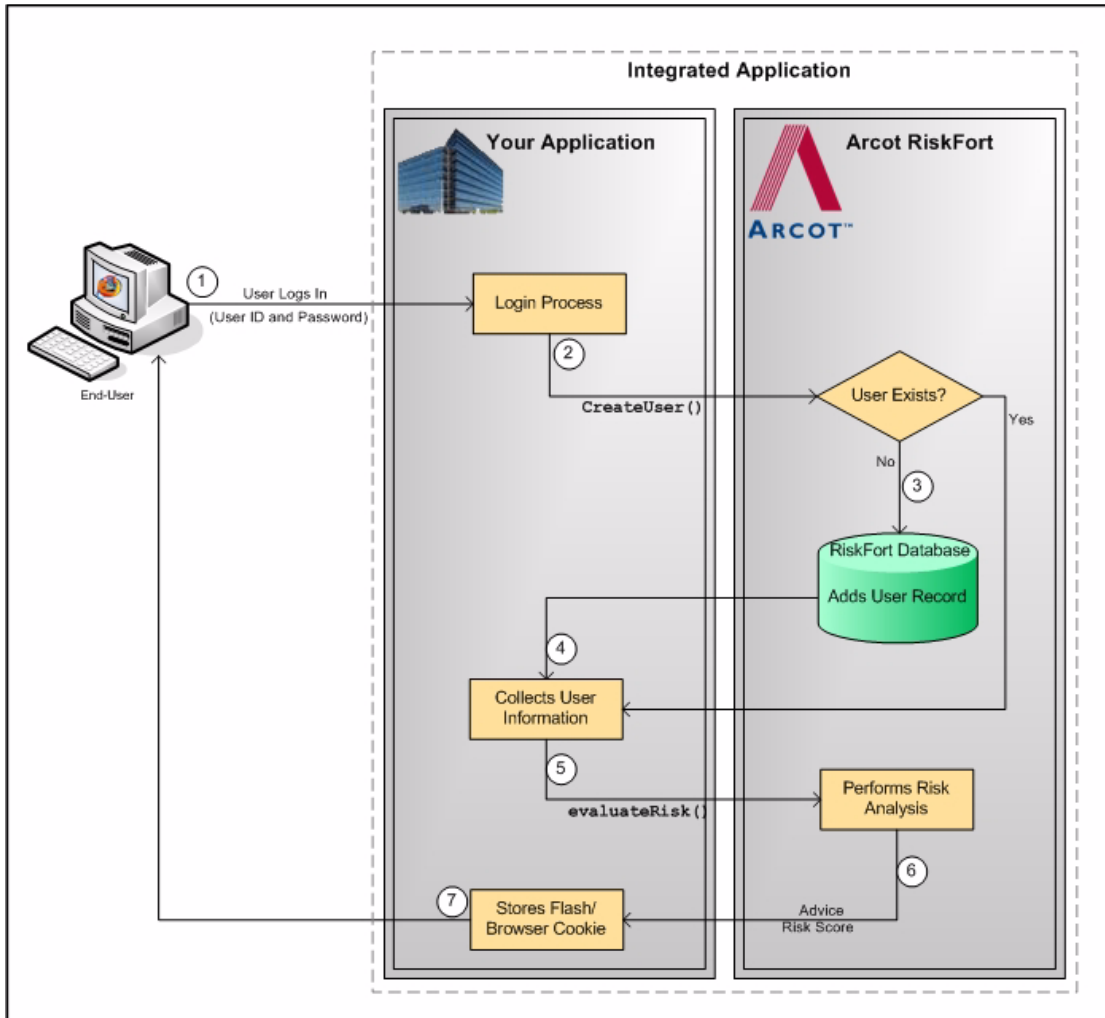 Integrated Application
Your Application
Arcot RiskFort
ARCOT™
1
User Logs In
(User ID and Password)
End-User
Login Process
2
CreateUser()
User Exists?
Yes
No
3
RiskFort Database
Adds User Record
4
Collects User
Information
5
evaluateRisk()
Performs Risk
Analysis
6
Advice
Risk Score
7
Stores Flash/
Browser Cookie